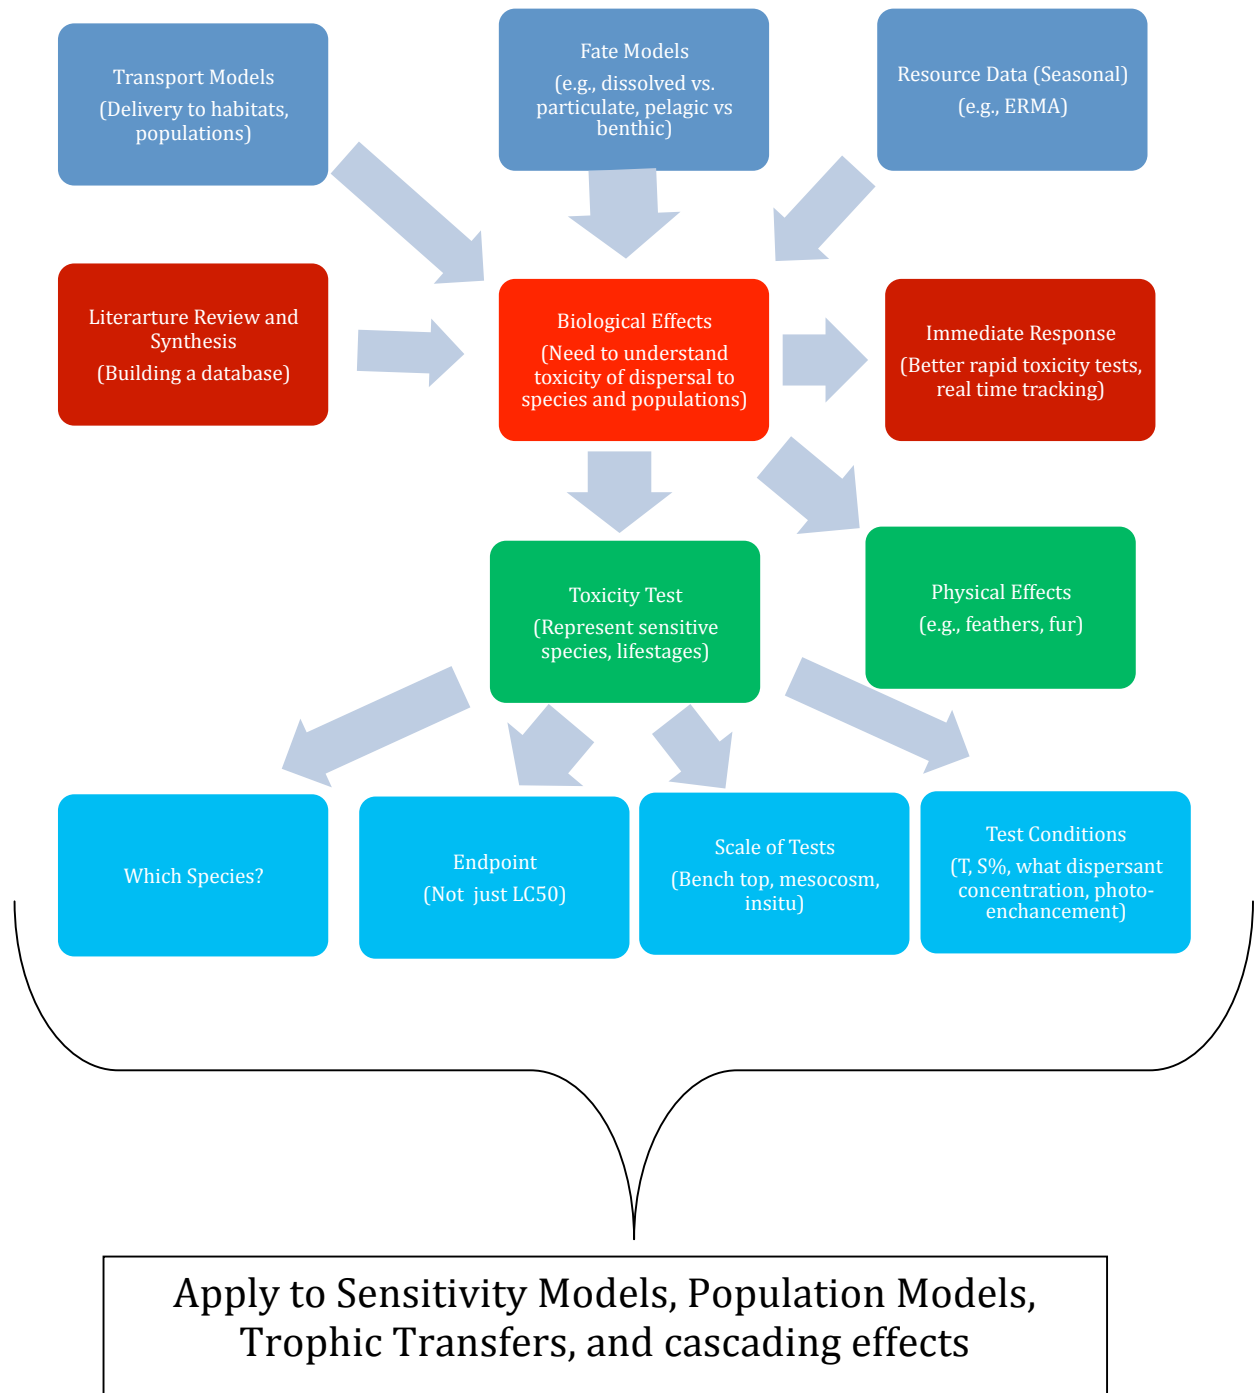 Transport Models
(Delivery to habitats,
populations)
Fate Models
(e.g., dissolved vs.
particulate, pelagic vs
benthic)
Resource Data (Seasonal)
(e.g., ERMA)
Literarture Review and
Synthesis
(Building a database)
Biological Effects
(Need to understand
toxicity of dispersal to
species and populations)
Immediate Response
(Better rapid toxicity tests,
real time tracking)
Toxicity Test
(Represent sensitive
species, lifestages)
Physical Effects
(e.g., feathers, fur)
Which Species?
Endpoint
(Not just LC50)
Scale of Tests
(Bench top, mesocosm,
insitu)
Test Conditions
(T, S%, what dispersant
concentration, photo-
enchancement)
Apply to Sensitivity Models, Population Models,
Trophic Transfers, and cascading effects